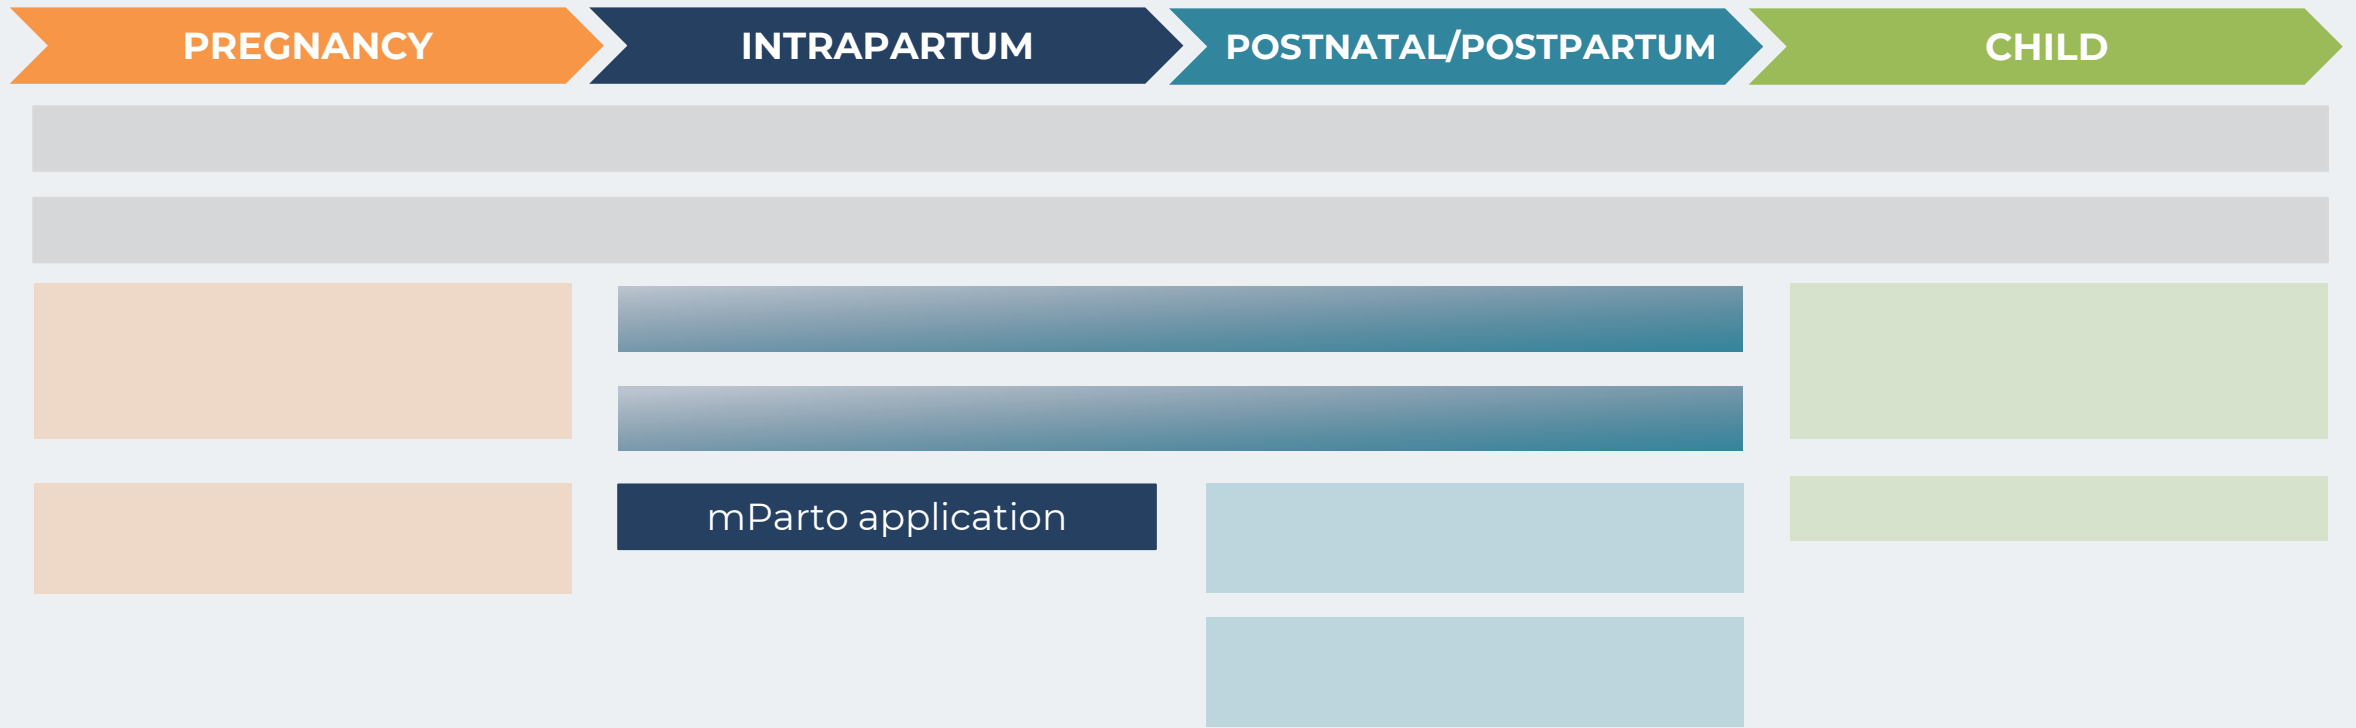 PREGNANCY
INTRAPARTUM
POSTNATAL/POSTPARTUM
CHILD
mParto application